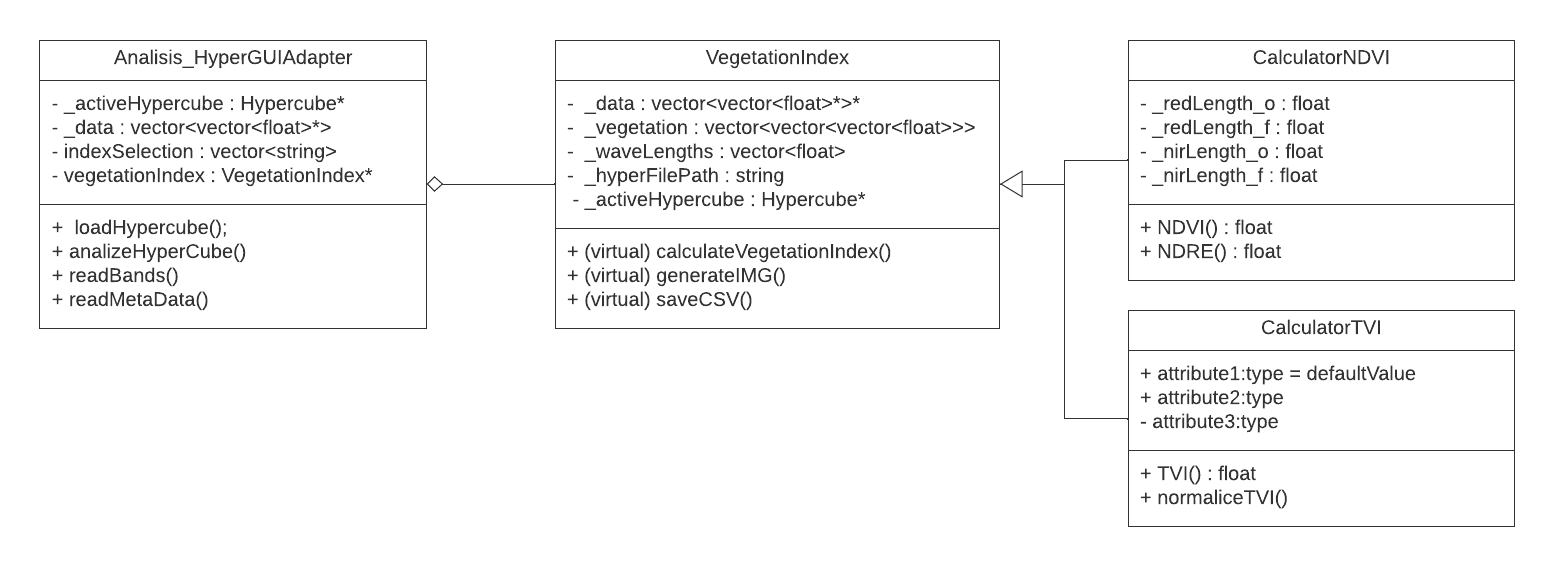 Analisis_HyperGUIAdapter
- _activeHypercube : Hypercube*
- _data : vector<vector<float>*>
- indexSelection : vector<string>
- vegetationIndex : VegetationIndex*
+  loadHypercube();
+ analizeHyperCube()
+ readBands()
+ readMetaData()
VegetationIndex
-  _data : vector<vector<float>*>*
-  _vegetation : vector<vector<vector<float>>>
-  _waveLengths : vector<float>
-  _hyperFilePath : string
- _activeHypercube : Hypercube*
+ (virtual) calculateVegetationIndex()
+ (virtual) generateIMG()
+ (virtual) saveCSV()
CalculatorNDVI
- _redLength_o : float
- _redLength_f : float
- _nirLength_o : float
- _nirLength_f : float
+ NDVI() : float
+ NDRE() : float
CalculatorTVI
+ attribute1:type = defaultValue
+ attribute2:type
- attribute3:type
+ TVI() : float
+ normaliceTVI()